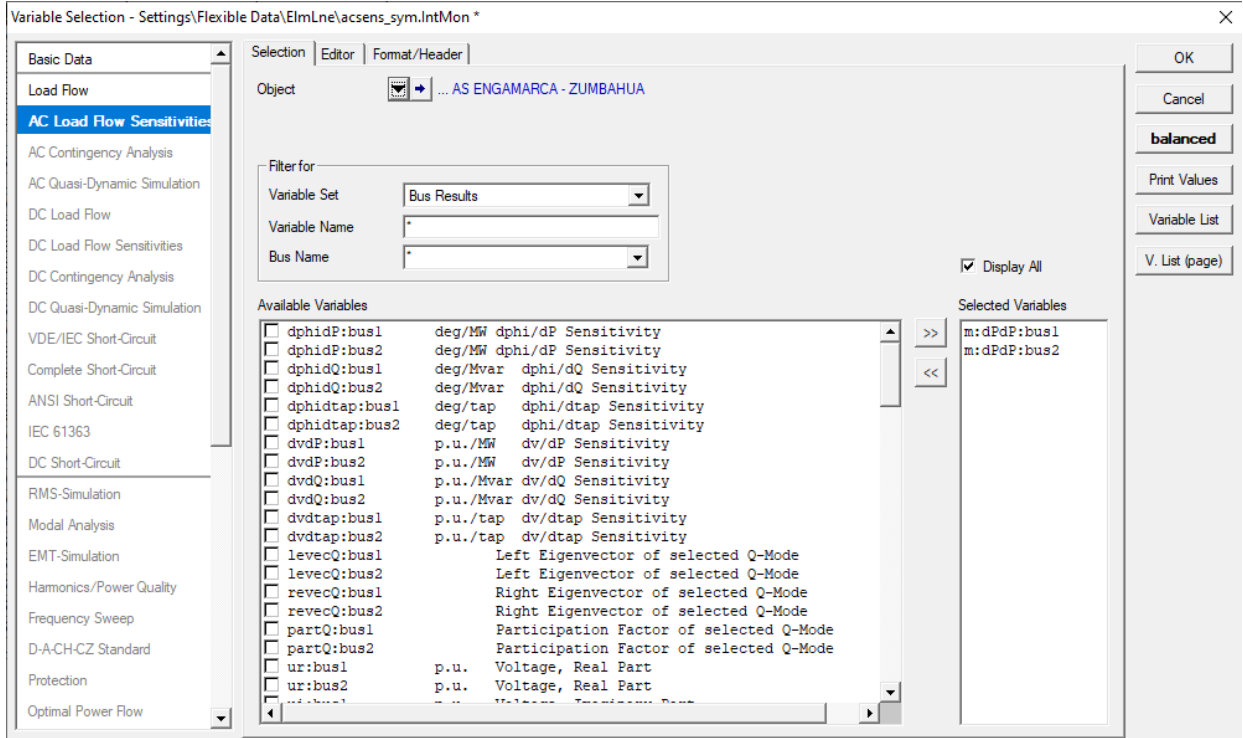 Variable Selection - Settings\Flexible Data\ElmLne\acsens_sym.IntMon *
Basic Data
Load Flow
AC Load Flow Sensitivities
AC Contingency Analysis
AC Quasi-Dynamic Simulation
DC Load Flow
DC Load Flow Sensitivities
DC Contingency Analysis
DC Quasi-Dynamic Simulation
VDE/IEC Short-Circuit
Complete Short-Circuit
ANSI Short-Circuit
IEC 61363
DC Short-Circuit
RMS-Simulation
Modal Analysis
EMT-Simulation
Harmonics/Power Quality
Frequency Sweep
D-A-CH-CZ Standard
Protection
Optimal Power Flow
Selection Editor Format/Header
Object ... AS ENGAMARCA - ZUMBAHUA
Filter for
Variable Set Bus Results
Variable Name *
Bus Name *
Display All
Available Variables
dphidP:bus1 deg/MW dphi/dP Sensitivity
dphidP:bus2 deg/MW dphi/dP Sensitivity
dphidQ:bus1 deg/Mvar dphi/dQ Sensitivity
dphidQ:bus2 deg/Mvar dphi/dQ Sensitivity
dphidtap:bus1 deg/tap dphi/dtap Sensitivity
dphidtap:bus2 deg/tap dphi/dtap Sensitivity
dvdP:bus1 p.u./MW dv/dP Sensitivity
dvdP:bus2 p.u./MW dv/dP Sensitivity
dvdQ:bus1 p.u./Mvar dv/dQ Sensitivity
dvdQ:bus2 p.u./Mvar dv/dQ Sensitivity
dvdtap:bus1 p.u./tap dv/dtap Sensitivity
dvdtap:bus2 p.u./tap dv/dtap Sensitivity
levecQ:bus1 Left Eigenvector of selected Q-Mode
levecQ:bus2 Left Eigenvector of selected Q-Mode
revecQ:bus1 Right Eigenvector of selected Q-Mode
revecQ:bus2 Right Eigenvector of selected Q-Mode
partQ:bus1 Participation Factor of selected Q-Mode
partQ:bus2 Participation Factor of selected Q-Mode
ur:bus1 p.u. Voltage, Real Part
ur:bus2 p.u. Voltage, Real Part
>>
<<
Selected Variables
m:dPdP:bus1
m:dPdP:bus2
OK
Cancel
balanced
Print Values
Variable List
V. List (page)